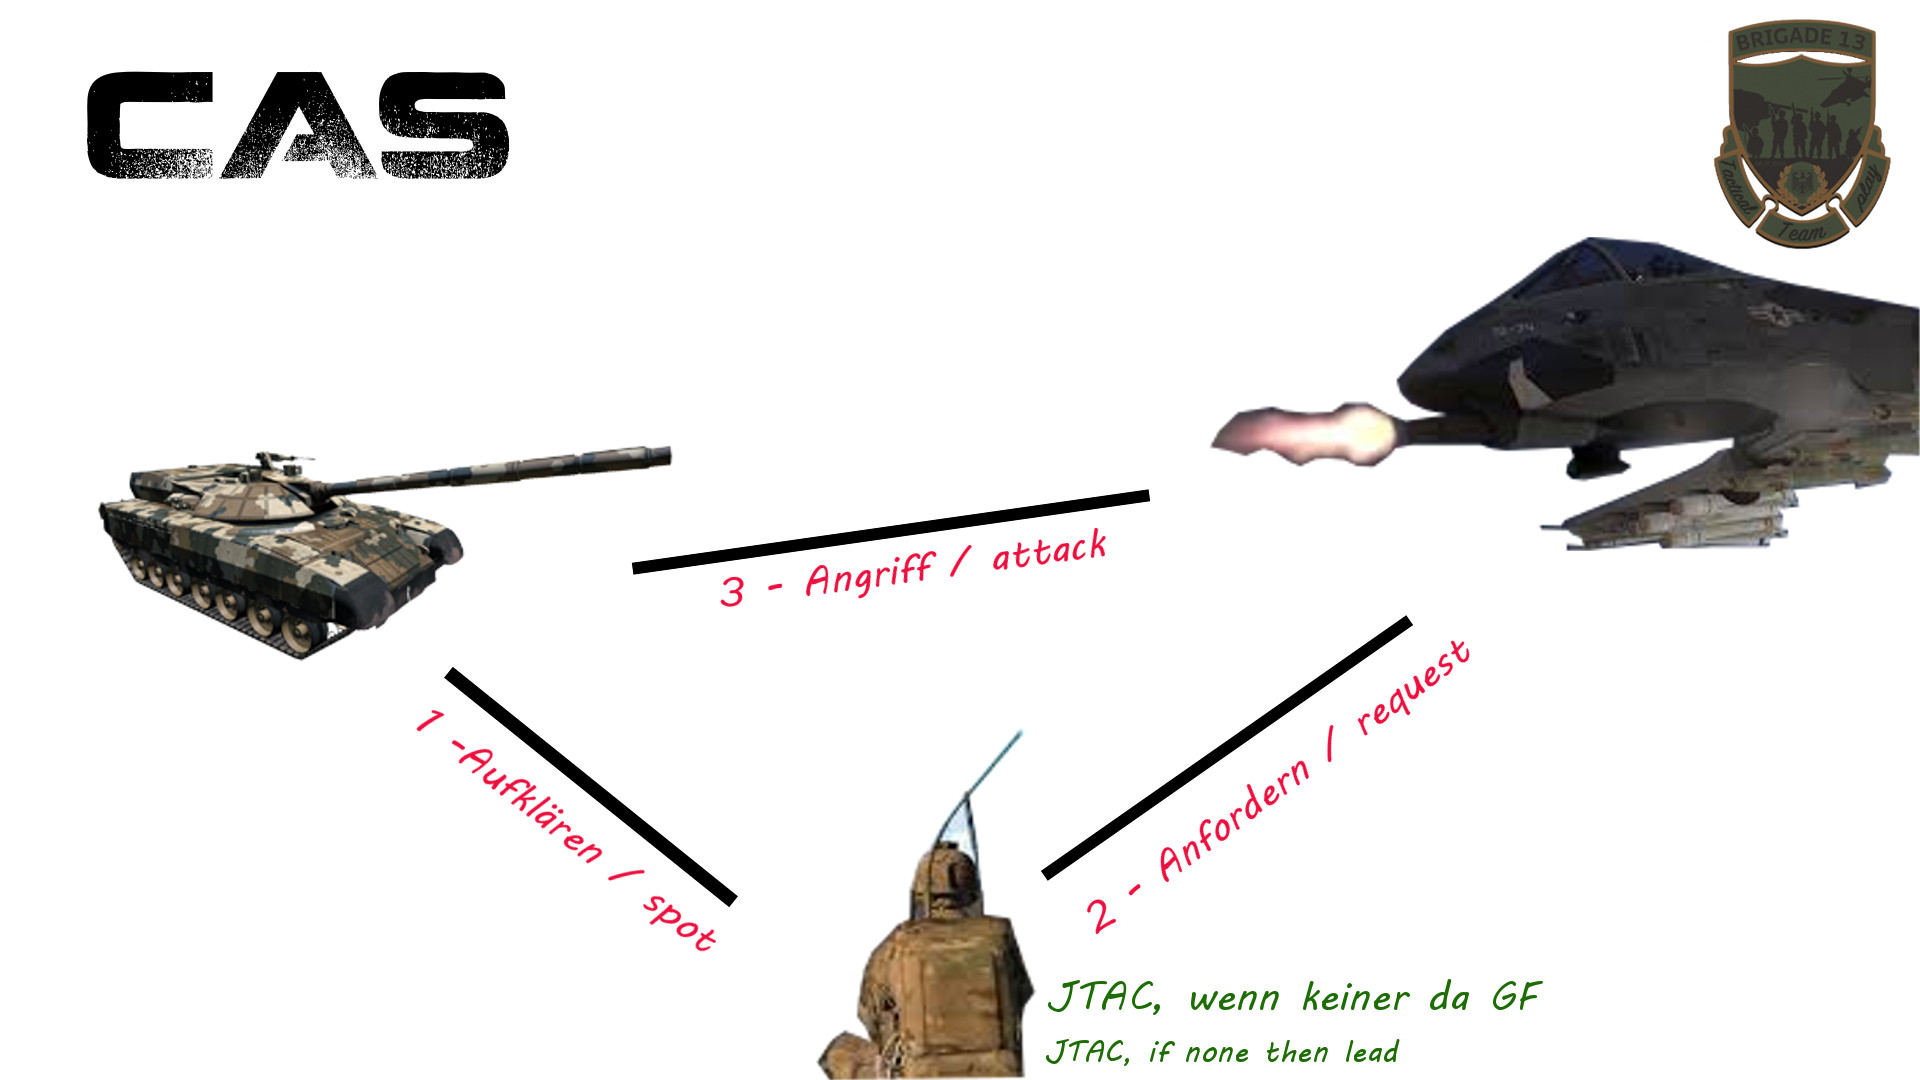 CAS
BRIGADE 13
Tactical
Team
play
3 - Angriff / attack
1 -Aufklären / spot
2 - Anfordern / request
JTAC, wenn keiner da GF
JTAC, if none then lead